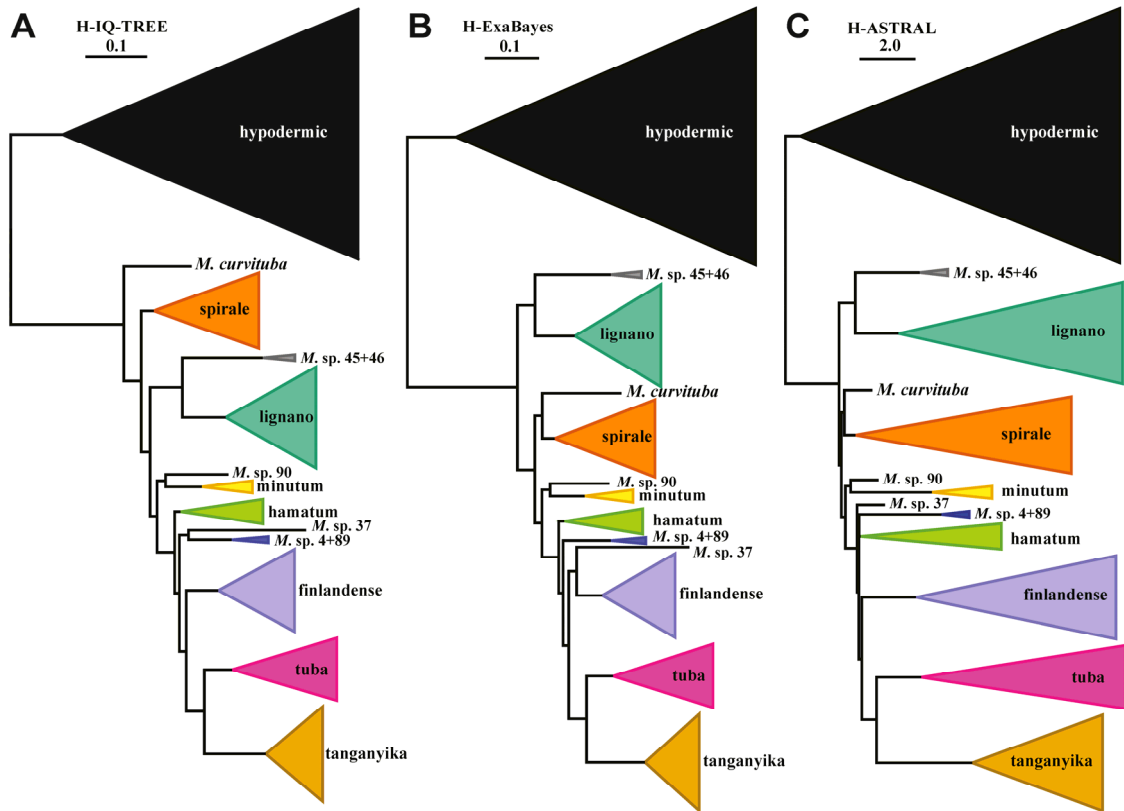 A
H-IQ-TREE
0.1
hypodermic
M. curvituba
spirale
M. sp. 45+46
lignano
M. sp. 90
minutum
hamatum
M. sp. 37
M. sp. 4+89
finlandense
tuba
tanganyika
B
H-ExaBayes
0.1
hypodermic
M. sp. 45+46
lignano
M. curvituba
spirale
M. sp. 90
minutum
hamatum
M. sp. 4+89
M. sp. 37
finlandense
tuba
tanganyika
C
H-ASTRAL
2.0
hypodermic
M. sp. 45+46
lignano
M. curvituba
spirale
M. sp. 90
minutum
M. sp. 37
M. sp. 4+89
hamatum
finlandense
tuba
tanganyika